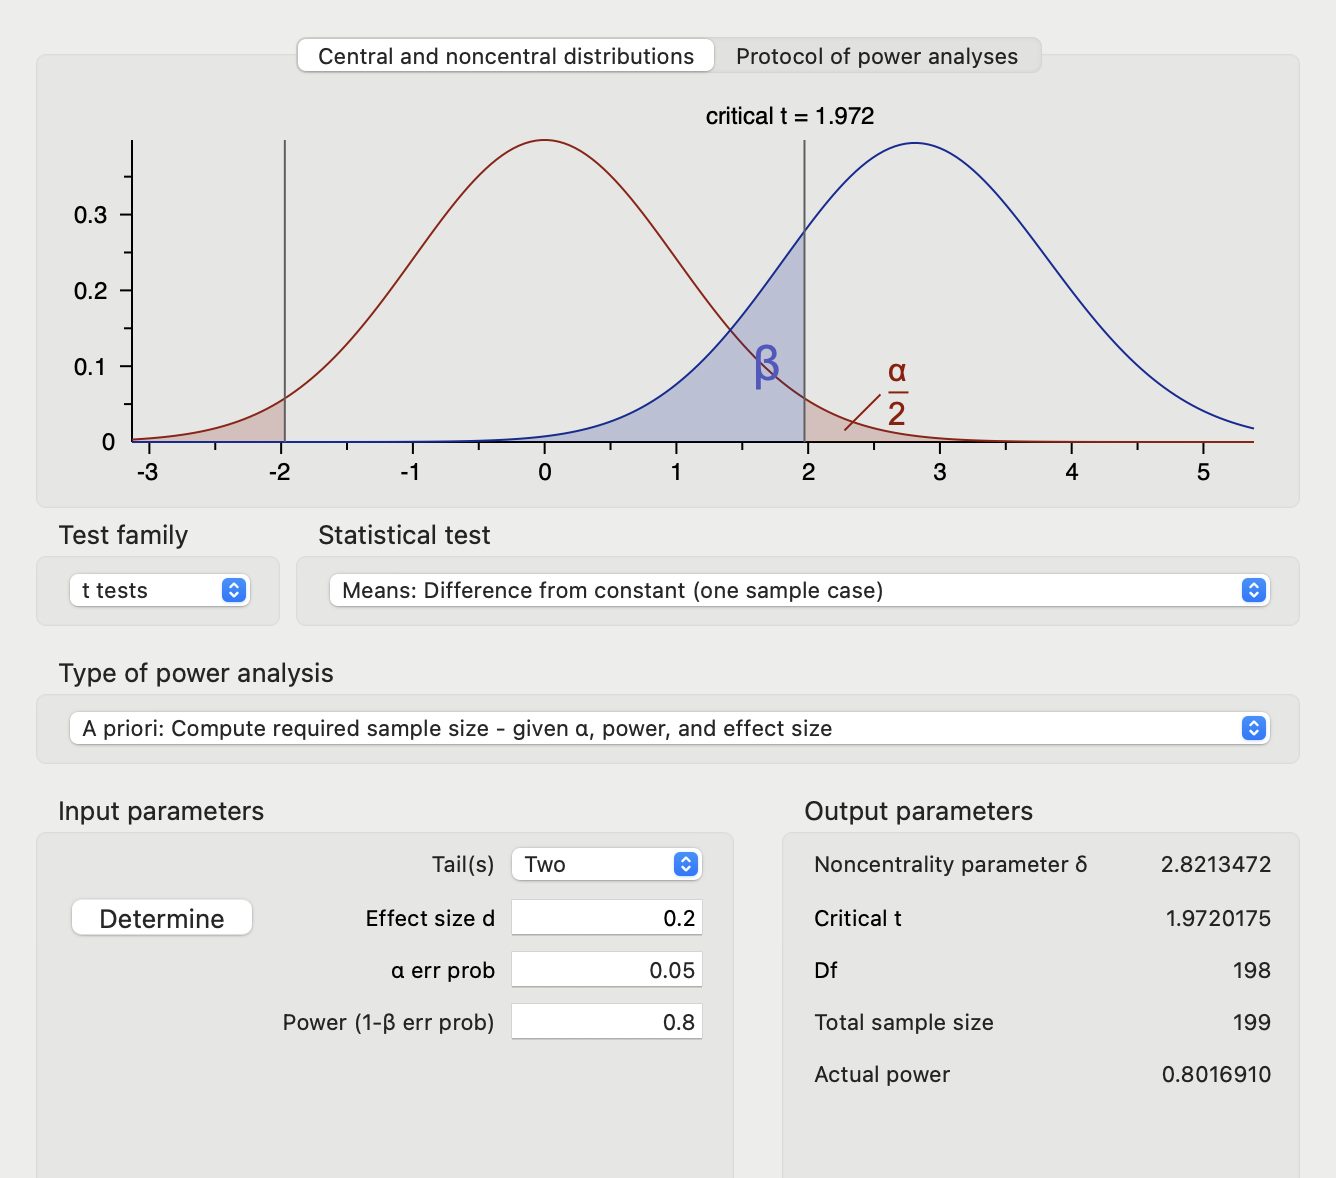 Central and noncentral distributions Protocol of power analyses
critical t = 1.972
0.3
0.2
0.1
0
β
α
2
-3 -2 -1 0 1 2 3 4 5
Test family Statistical test
t tests Means: Difference from constant (one sample case)
Type of power analysis
A priori: Compute required sample size - given α, power, and effect size
Input parameters Output parameters
Tail(s) Two Noncentrality parameter δ 2.8213472
Determine Effect size d 0.2 Critical t 1.9720175
α err prob 0.05 Df 198
Power (1-β err prob) 0.8 Total sample size 199
Actual power 0.8016910